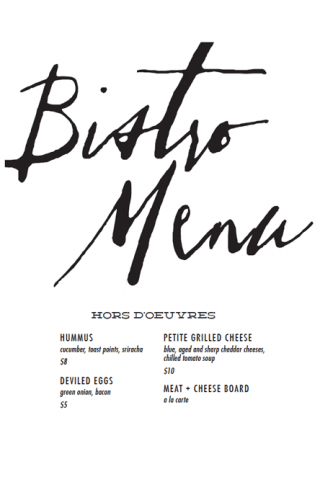 Bistro
Menu
HORS D'OEUVRES
HUMMUS
cucumber, toast points, sriracha
$8
DEVILED EGGS
green onion, bacon
$5
PETITE GRILLED CHEESE
blue, aged and sharp cheddar cheeses,
chilled tomato soup
$10
MEAT + CHEESE BOARD
a la carte